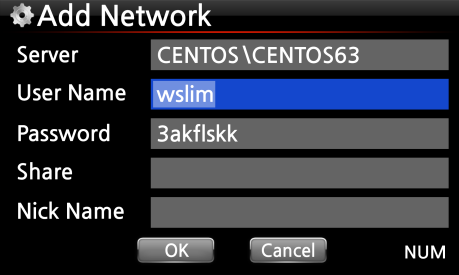 Add Network
Server CENTOS\CENTOS63
User Name wslim
Password 3akflskk
Share
Nick Name
OK Cancel NUM